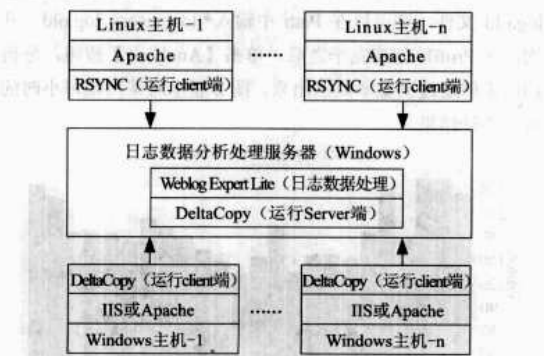 Linux主机-1
Apache
RSYNC（运行client端）
......
Linux主机-n
Apache
RSYNC（运行client端）
日志数据分析处理服务器（Windows）
Weblog Expert Lite（日志数据处理）
DeltaCopy（运行Server端）
DeltaCopy（运行client端）
IIS或Apache
Windows主机-1
......
DeltaCopy（运行client端）
IIS或Apache
Windows主机-n